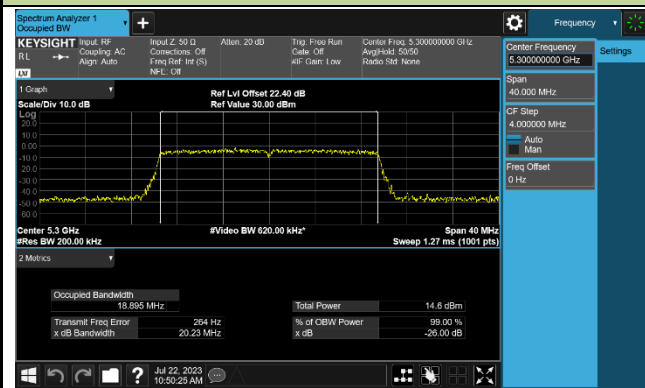 Spectrum Analyzer 1
Occupied BW
Frequency
KEYSIGHT
RL
LXI
Input: RF
Coupling: AC
Align: Auto
Input Z: 50 Ω
Corrections: Off
Freq Ref: Int (S)
NFE: Off
Atten: 20 dB
Trig: Free Run
Gate: Off
#IF Gain: Low
Center Freq: 5.300000000 GHz
Avg|Hold: 50/50
Radio Std: None
Center Frequency
5.300000000 GHz
Settings
Span
40.000 MHz
CF Step
4.000000 MHz
Auto
Man
Freq Offset
0 Hz
1 Graph
Scale/Div 10.0 dB
Ref Lvl Offset 22.40 dB
Ref Value 30.00 dBm
Log
20.0
10.0
0.00
-10.0
-20.0
-30.0
-40.0
-50.0
-60.0
Center 5.3 GHz
#Res BW 200.00 kHz
#Video BW 620.00 kHz*
Span 40 MHz
Sweep 1.27 ms (1001 pts)
2 Metrics
Occupied Bandwidth
18.895 MHz
Total Power 14.6 dBm
Transmit Freq Error 264 Hz
% of OBW Power 99.00 %
x dB Bandwidth 20.23 MHz
x dB -26.00 dB
?
Jul 22, 2023
10:50:25 AM